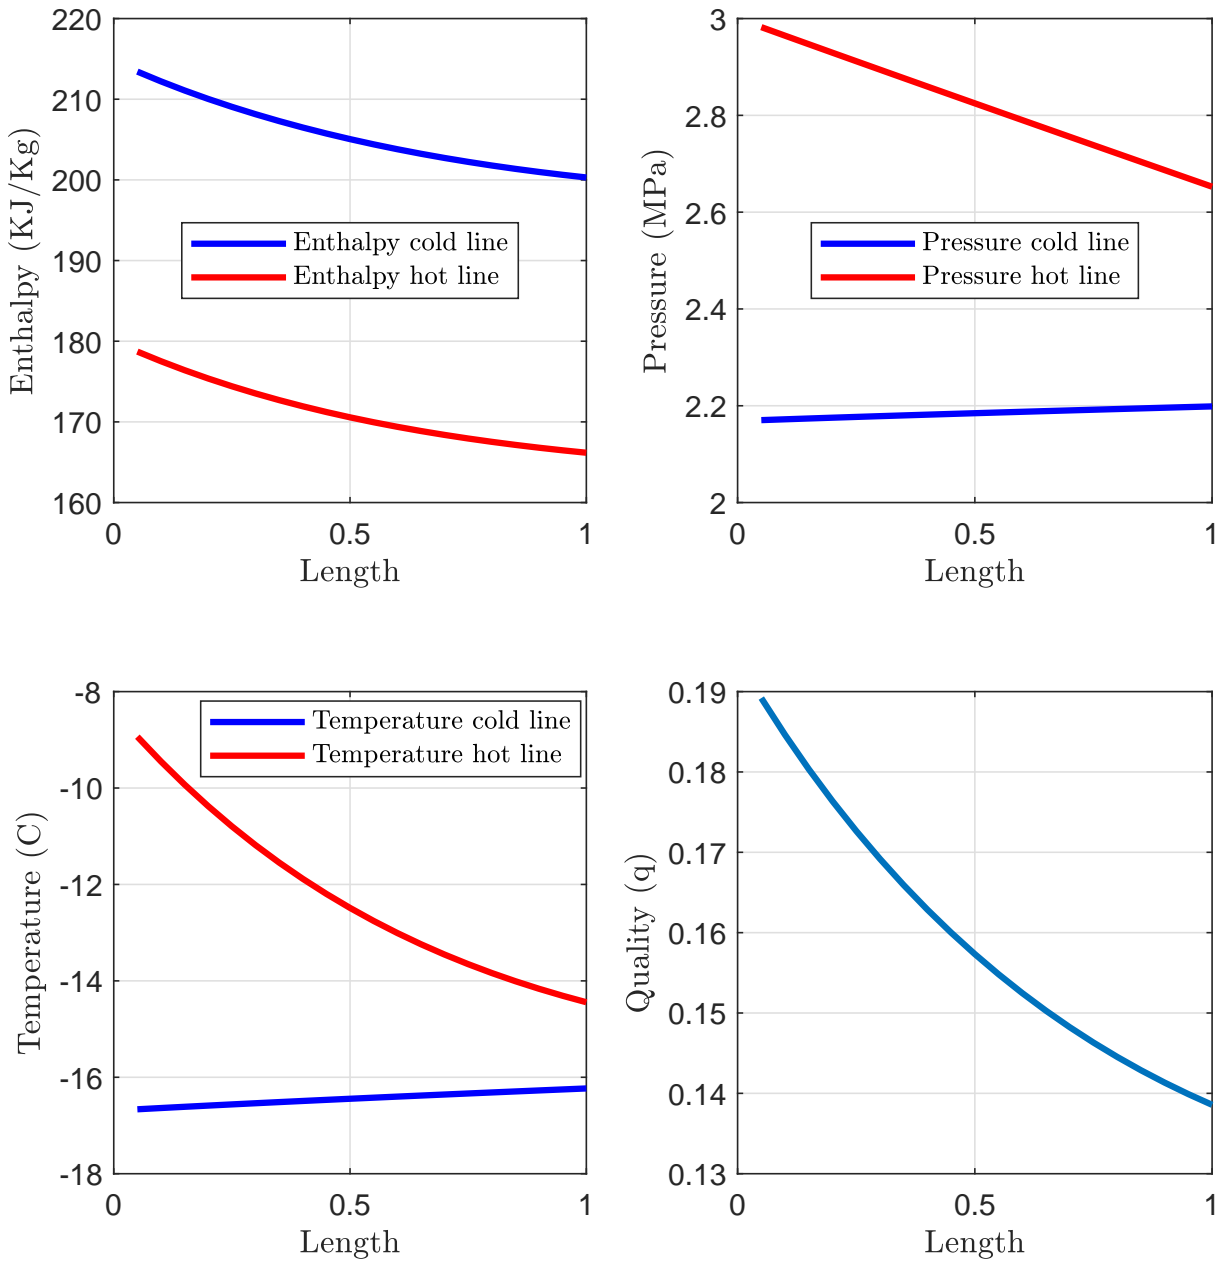 220
210
200
190
180
170
160
0
0.5
1
Length
Enthalpy (KJ/Kg)
Enthalpy cold line
Enthalpy hot line
3
2.8
2.6
2.4
2.2
2
0
0.5
1
Length
Pressure (MPa)
Pressure cold line
Pressure hot line
-8
-10
-12
-14
-16
-18
0
0.5
1
Length
Temperature (C)
Temperature cold line
Temperature hot line
0.19
0.18
0.17
0.16
0.15
0.14
0.13
0
0.5
1
Length
Quality (q)